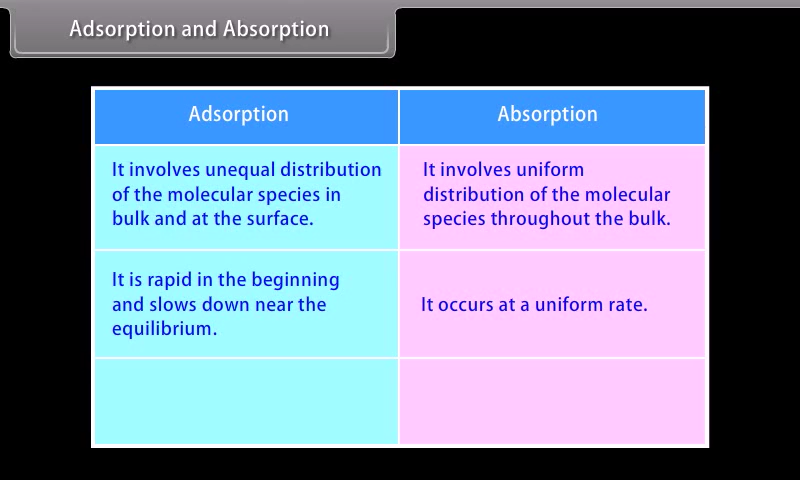 Adsorption and Absorption
Adsorption
Absorption
It involves unequal distribution
of the molecular species in
bulk and at the surface.
It involves uniform
distribution of the molecular
species throughout the bulk.
It is rapid in the beginning
and slows down near the
equilibrium.
It occurs at a uniform rate.